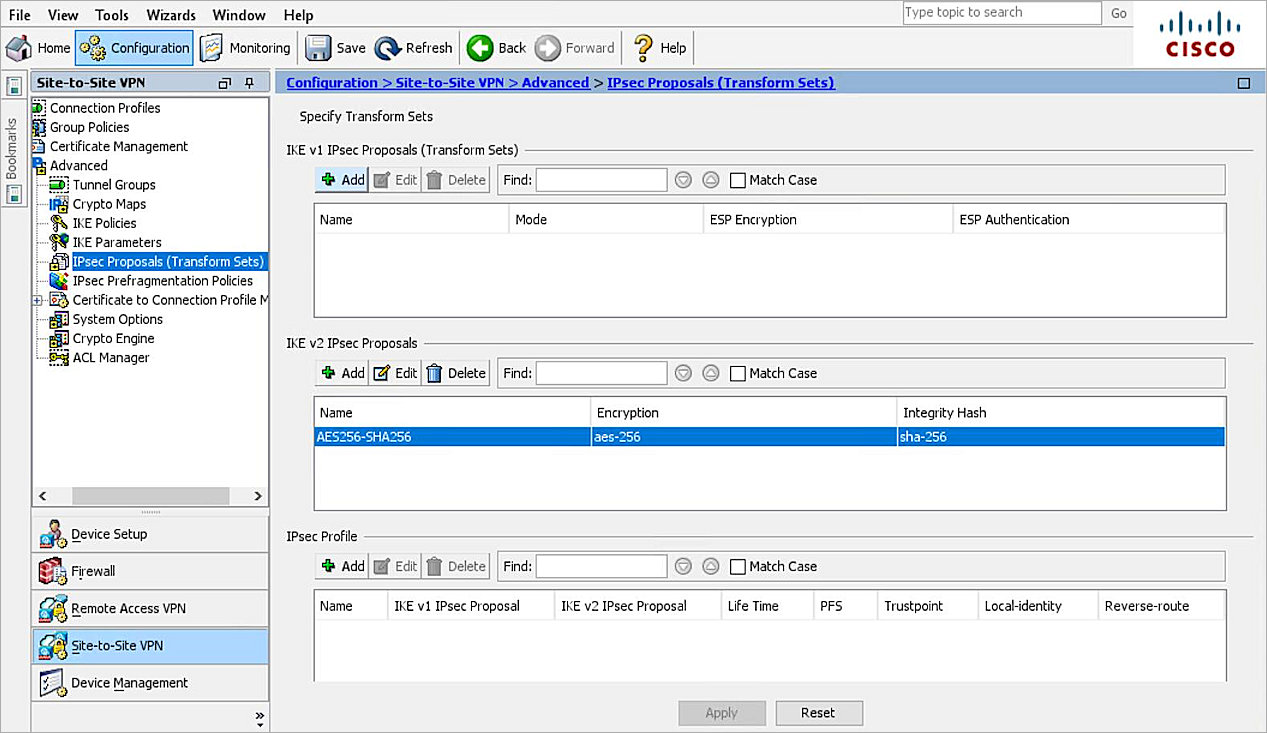 File View Tools Wizards Window Help
Type topic to search Go
Home Configuration Monitoring Save Refresh Back Forward Help
CISCO
Bookmarks
Site-to-Site VPN
Connection Profiles
Group Policies
Certificate Management
Advanced
Tunnel Groups
Crypto Maps
IKE Policies
IKE Parameters
IPsec Proposals (Transform Sets)
IPsec Prefragmentation Policies
Certificate to Connection Profile M
System Options
Crypto Engine
ACL Manager
Device Setup
Firewall
Remote Access VPN
Site-to-Site VPN
Device Management
Configuration > Site-to-Site VPN > Advanced > IPsec Proposals (Transform Sets)
Specify Transform Sets
IKE v1 IPsec Proposals (Transform Sets)
Add Edit Delete Find: Match Case
Name Mode ESP Encryption ESP Authentication
IKE v2 IPsec Proposals
Add Edit Delete Find: Match Case
Name Encryption Integrity Hash
AES256-SHA256 aes-256 sha-256
IPsec Profile
Add Edit Delete Find: Match Case
Name IKE v1 IPsec Proposal IKE v2 IPsec Proposal Life Time PFS Trustpoint Local-identity Reverse-route
Apply Reset